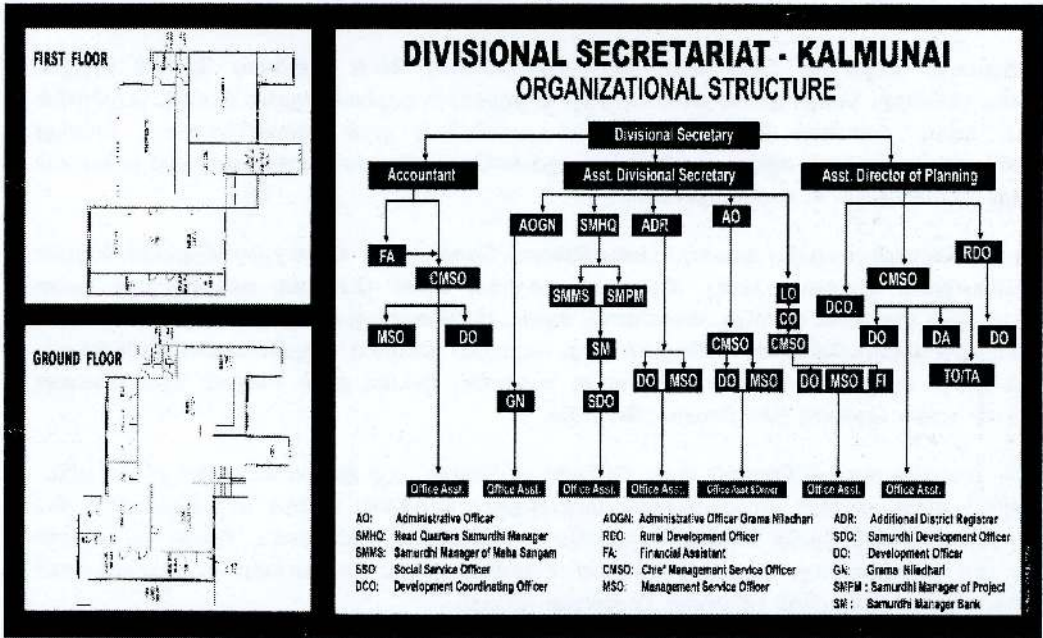 FIRST FLOOR
GROUND FLOOR
DIVISIONAL SECRETARIAT - KALMUNAI
ORGANIZATIONAL STRUCTURE
Divisional Secretary
Accountant
Asst. Divisional Secretary
Asst. Director of Planning
AOGN
SMHQ
ADR
AO
RDO
FA
CMSO
CMSO
SMMS
SMPM
LO
DCO
CO
MSO
DO
SM
CMSO
CMSO
DO
DA
DO
DO
MSO
DO
MSO
DO
MSO
FI
TO/TA
GN
SDO
Office Asst.
Office Asst.
Office Asst.
Office Asst.
Office Asst.
Office Asst.
AO: Administrative Officer
SMHQ: Head Quarters Samurdhi Manager
SMMS: Samurdhi Manager of Maha Sangam
SSO: Social Service Officer
DCO: Development Coordinating Officer
AOGN: Administrative Officer Grama Niladhari
RDO: Rural Development Officer
FA: Financial Assistant
CMSO: Chief Management Service Officer
MSO: Management Service Officer
ADR: Additional District Registrar
SDO: Samurdhi Development Officer
DO: Development Officer
GN: Grama Niledhari
SMPM: Samurdhi Manager of Project
SM: Samurdhi Manager Bank